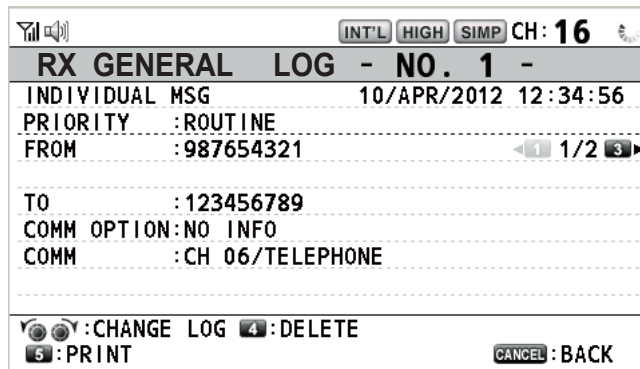 INT'L HIGH SIMP CH: 16
RX GENERAL LOG - NO. 1 -
INDIVIDUAL MSG 10/APR/2012 12:34:56
PRIORITY :ROUTINE
FROM :987654321 1 1/2 3
TO :123456789
COMM OPTION:NO INFO
COMM :CH 06/TELEPHONE
:CHANGE LOG 4:DELETE
5:PRINT CANCEL:BACK